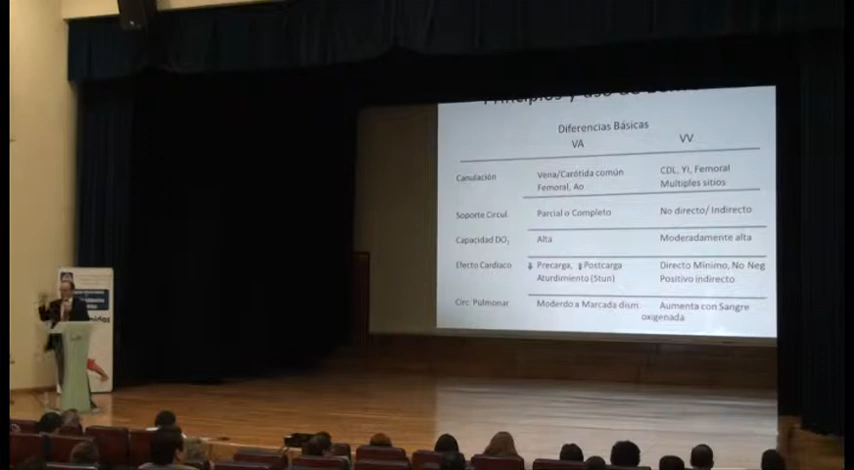 Diferencias Básicas
VA VV
Canulación Vena/Carótida común CDL, YI, Femoral
Femoral, Ao Multiples sitios
Soporte Circul. Parcial o Completo No directo/ Indirecto
Capacidad DO₂ Alta Moderadamente alta
Efecto Cardíaco ⬇ Precarga, ⬇ Postcarga Directo Mínimo, No Neg
Aturdimiento (Stun) Positivo indirecto
Circ. Pulmonar Moderdo a Marcada dism. Aumenta con Sangre
oxigenada